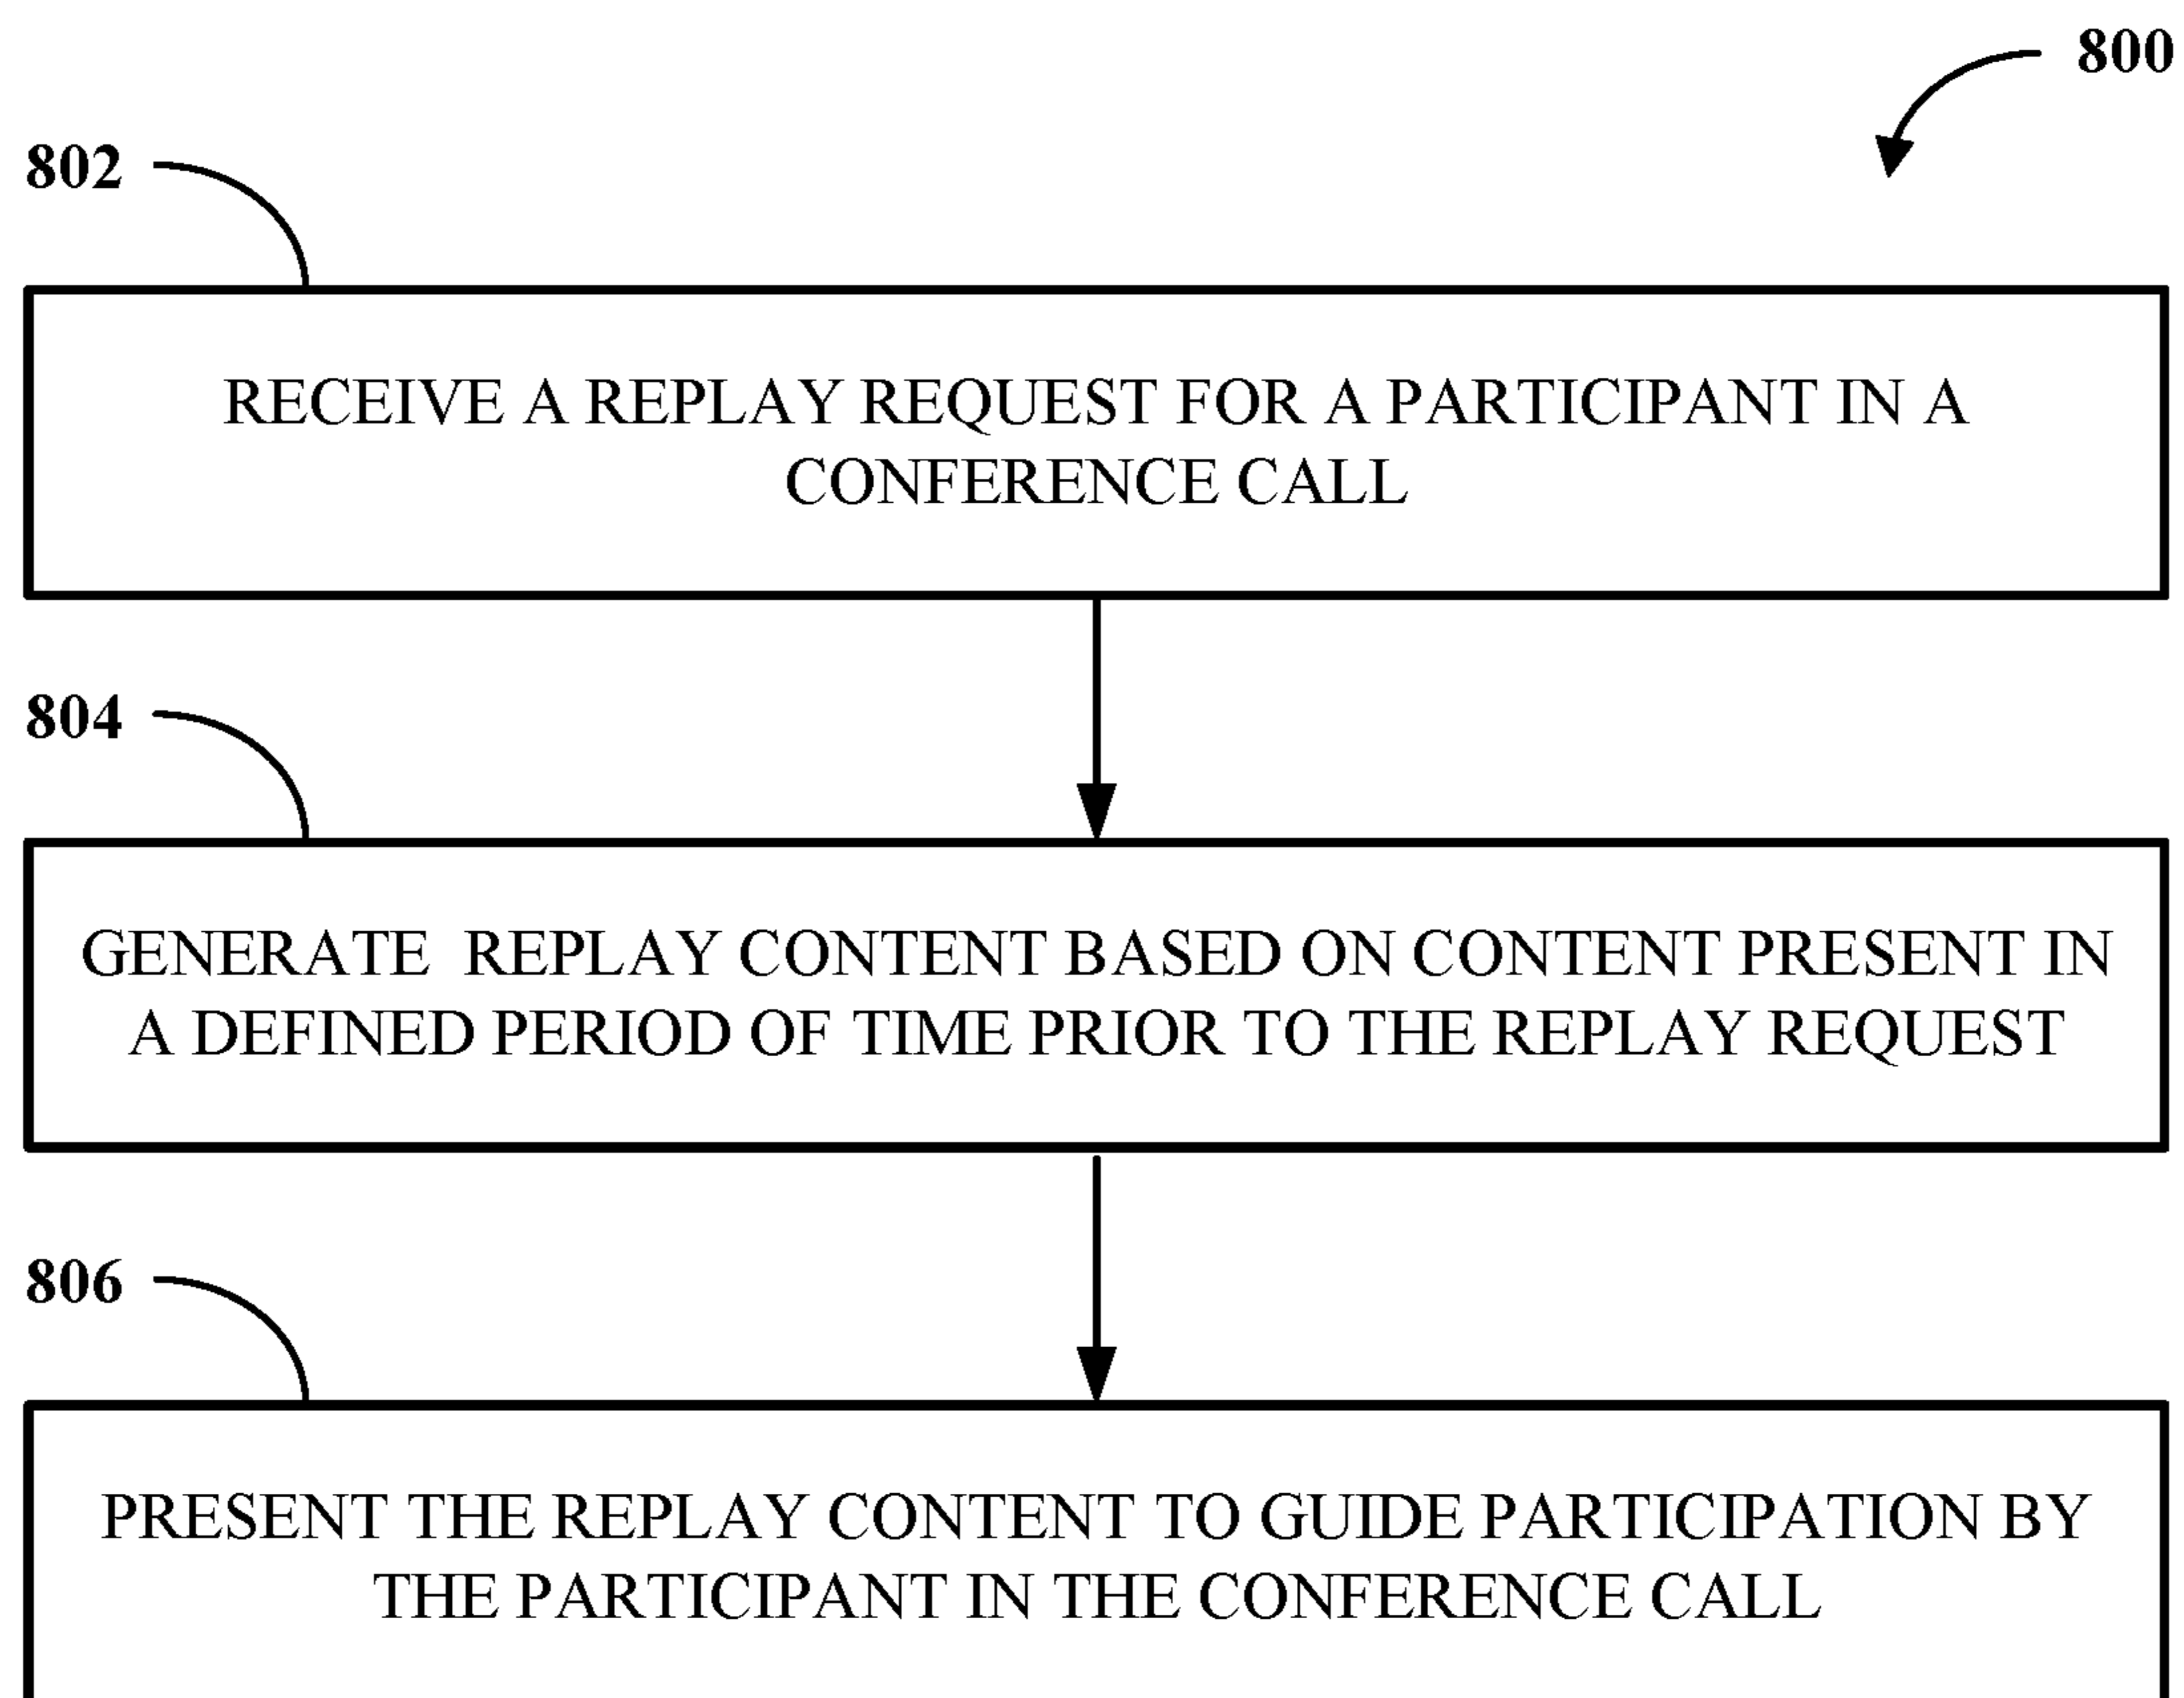 800
802
RECEIVE A REPLAY REQUEST FOR A PARTICIPANT IN A
CONFERENCE CALL
804
GENERATE REPLAY CONTENT BASED ON CONTENT PRESENT IN
A DEFINED PERIOD OF TIME PRIOR TO THE REPLAY REQUEST
806
PRESENT THE REPLAY CONTENT TO GUIDE PARTICIPATION BY
THE PARTICIPANT IN THE CONFERENCE CALL